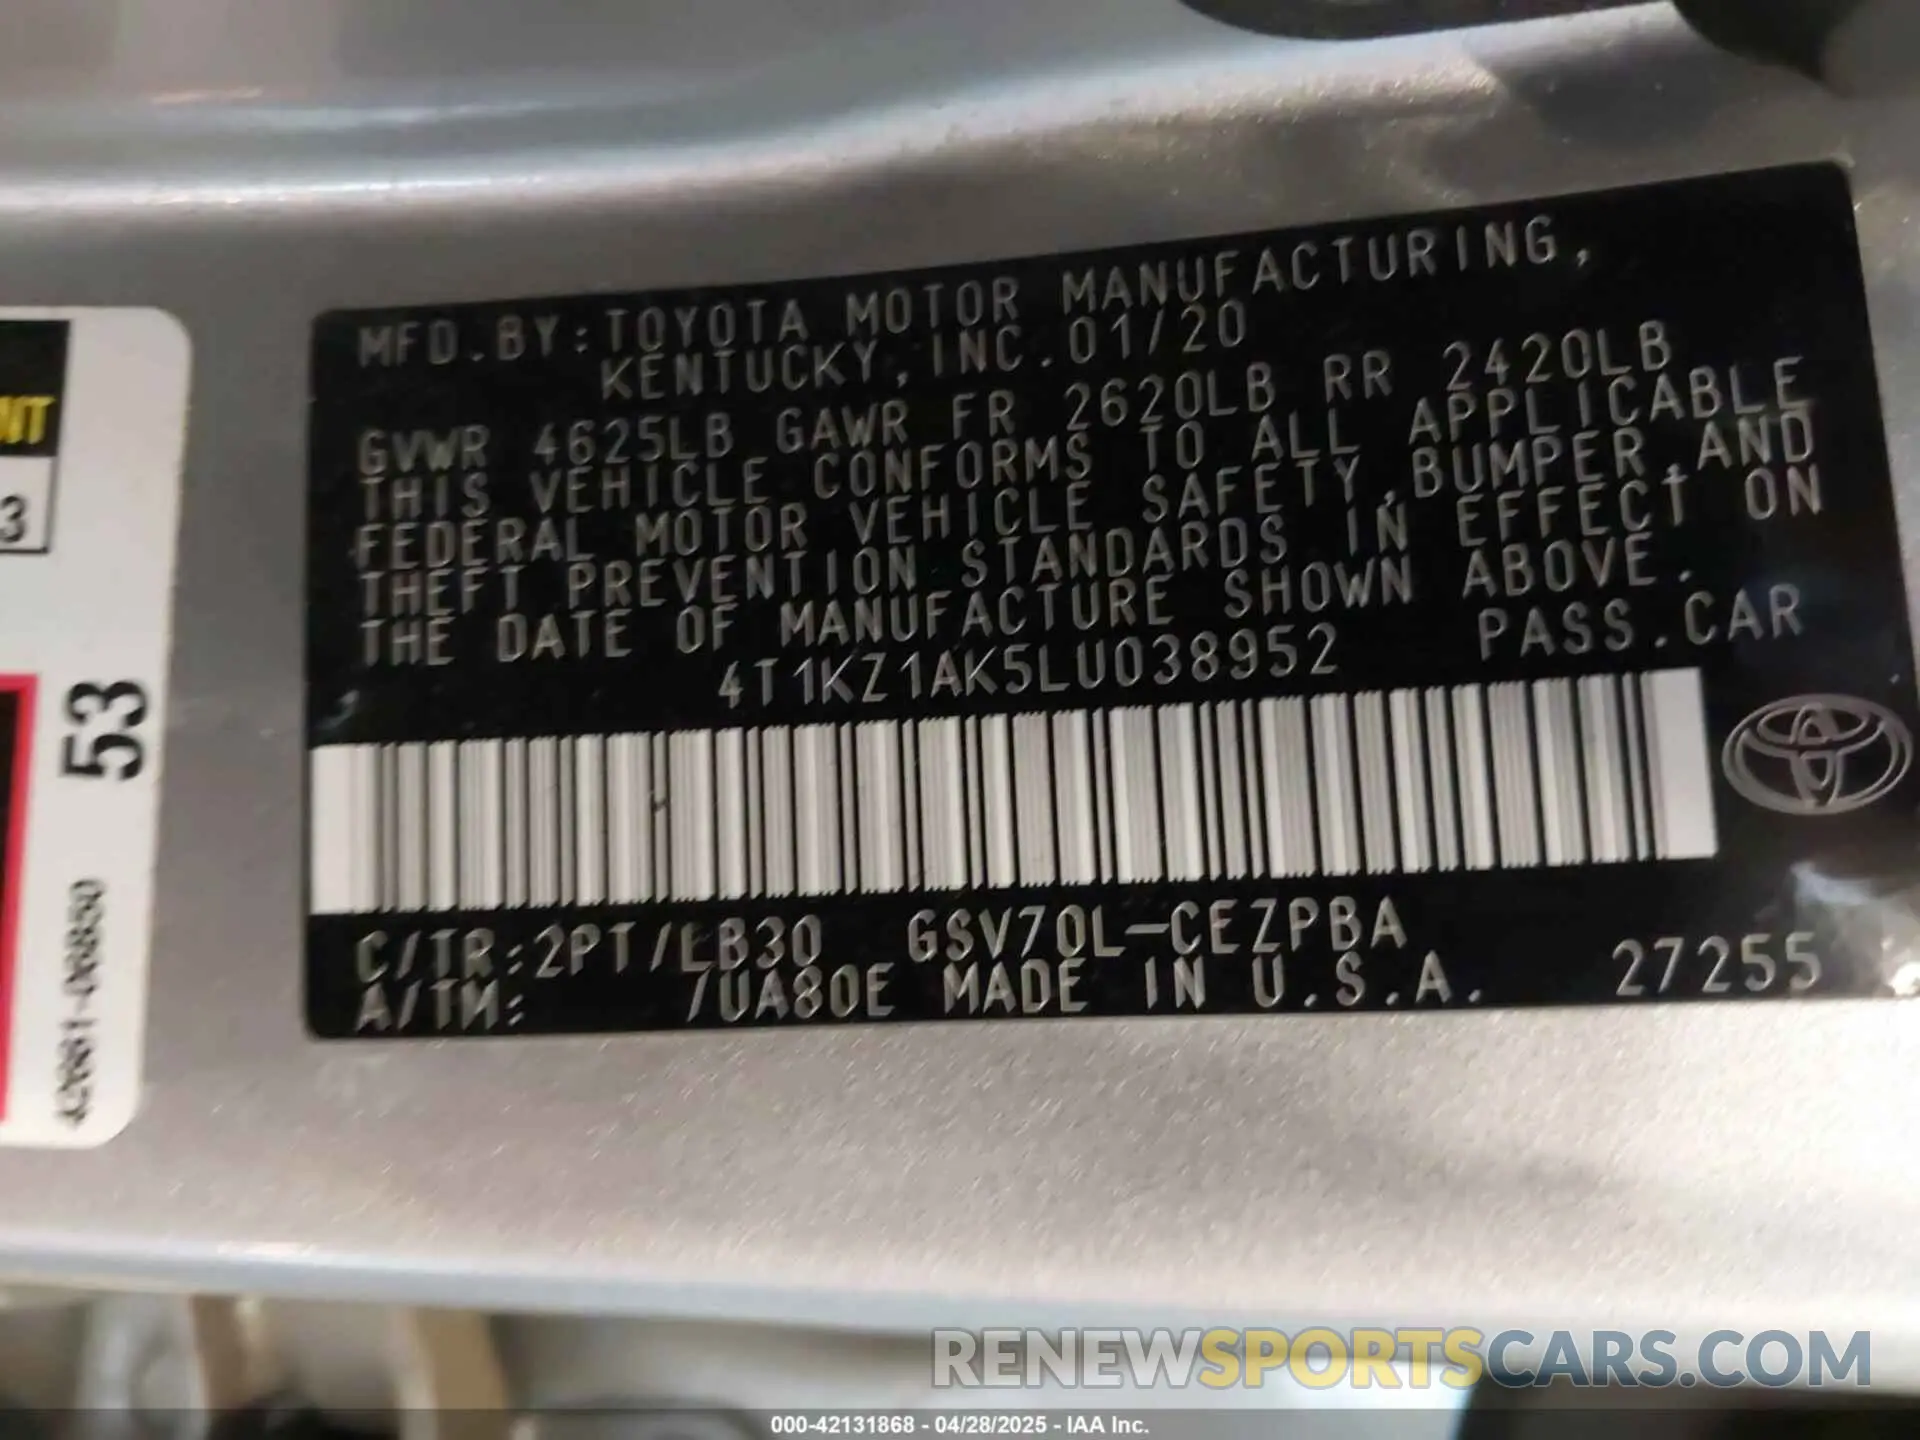 MFD.BY:TOYOTA MOTOR MANUFACTURING,
KENTUCKY, INC.01/20
GVWR 4625LB GAWR FR 2620LB RR 2420LB
THIS VEHICLE CONFORMS TO ALL APPLICABLE
FEDERAL MOTOR VEHICLE SAFETY,BUMPER,AND
THEFT PREVENTION STANDARDS IN EFFECT ON
THE DATE OF MANUFACTURE SHOWN ABOVE.
4T1KZ1AK5LU038952 PASS.CAR
C/TR:2PT/LB30 GSV70L-CEZPBA
A/TM: /UA80E MADE IN U.S.A. 27255
3
53
42661-06B50
RENEWSPORTSCARS.COM
000-42131868 - 04/28/2025 - IAA Inc.